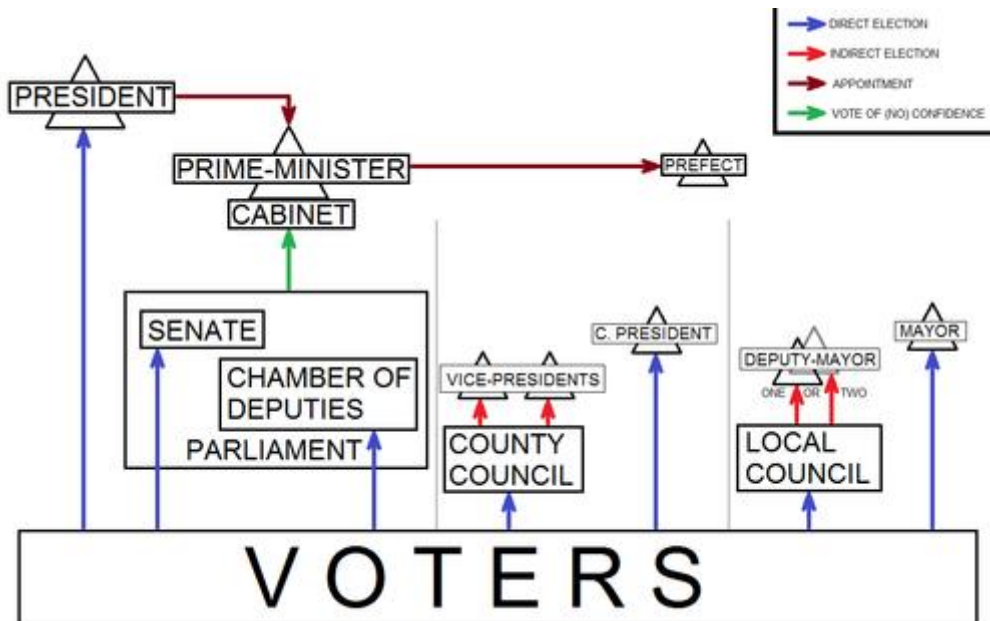 DIRECT ELECTION
INDIRECT ELECTION
APPOINTMENT
VOTE OF (NO) CONFIDENCE
PRESIDENT
PRIME-MINISTER
PREFECT
CABINET
SENATE
CHAMBER OF
DEPUTIES
PARLIAMENT
VICE-PRESIDENTS
COUNTY
COUNCIL
C. PRESIDENT
DEPUTY-MAYOR
ONE OR TWO
LOCAL
COUNCIL
MAYOR
VOTERS